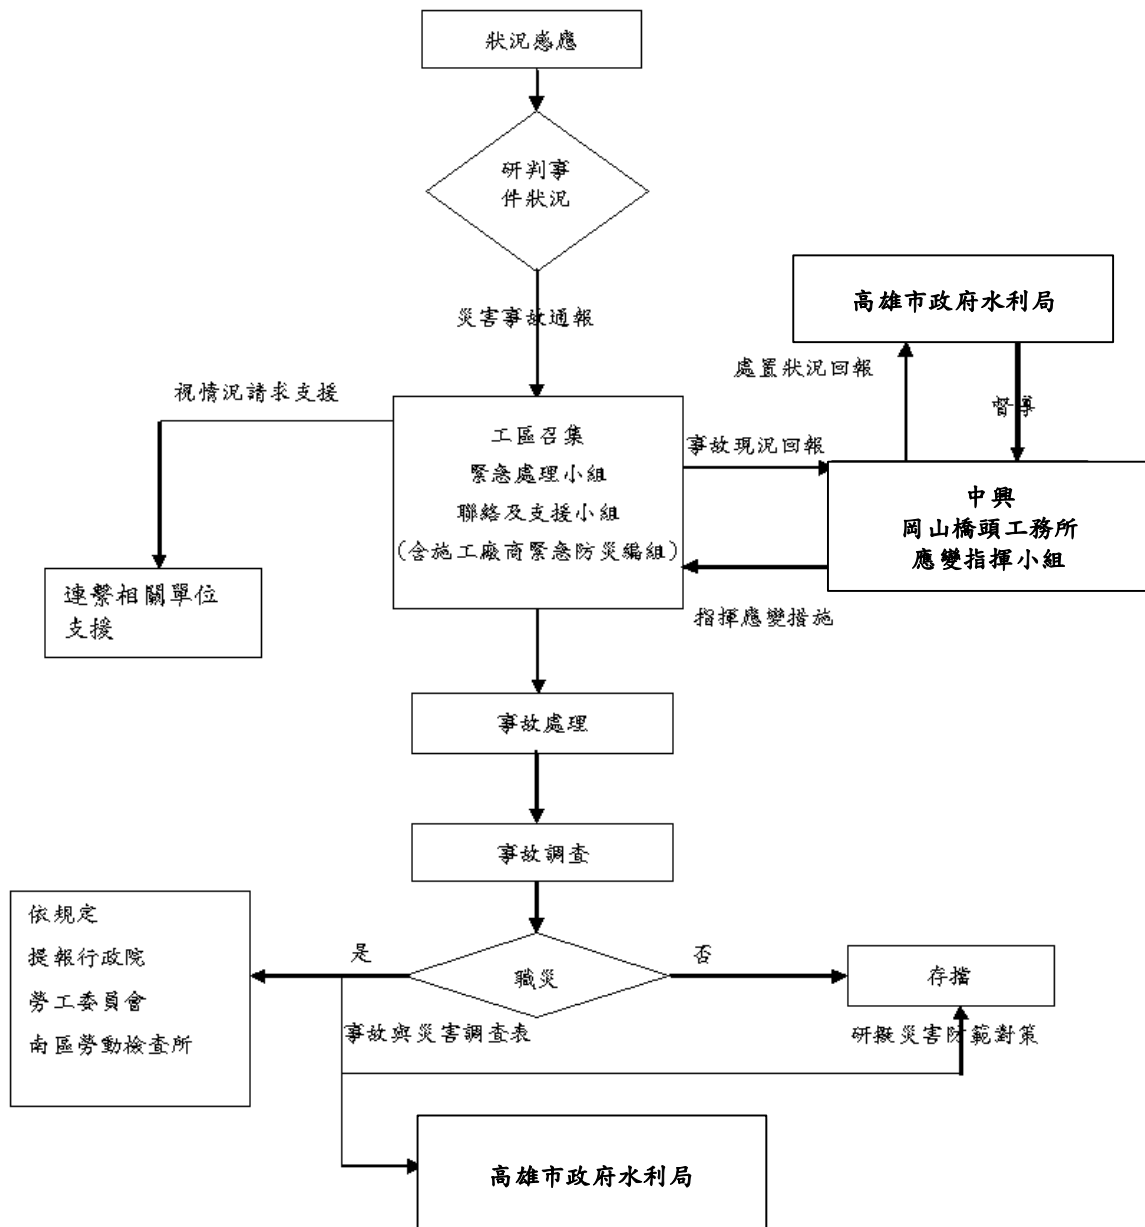 狀況感應
研判事
件狀況
災害事故通報
高雄市政府水利局
處置狀況回報
督導
視情況請求支援
工區召集
緊急處理小組
聯絡及支援小組
(含施工廠商緊急防災編組)
事故現況回報
中興
岡山橋頭工務所
應變指揮小組
指揮應變措施
連繫相關單位
支援
事故處理
事故調查
依規定
提報行政院
勞工委員會
南區勞動檢查所
是
職災
否
存擋
事故與災害調查表
研擬災害防範對策
高雄市政府水利局